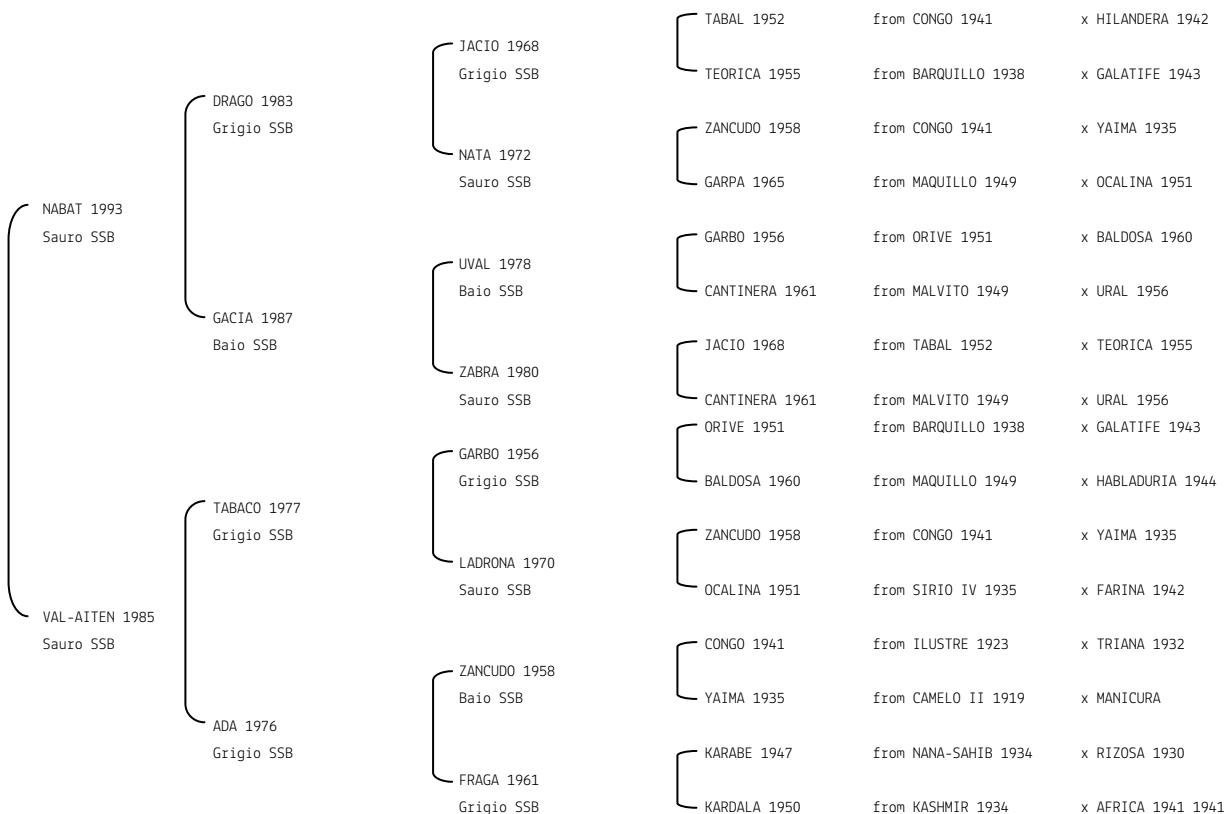 TABAL 1952 from CONGO 1941 x HILANDERA 1942
JACIO 1968
Grigio SSB TEORICA 1955 from BARQUILLO 1938 x GALATIFE 1943
DRAGO 1983
Grigio SSB ZANCUDO 1958 from CONGO 1941 x YAIMA 1935
NATA 1972
Sauro SSB GARPA 1965 from MAQUILLO 1949 x OCALINA 1951
NABAT 1993
Sauro SSB GARBO 1956 from ORIVE 1951 x BALDOSA 1960
UVAL 1978
Baio SSB CANTINERA 1961 from MALVITO 1949 x URAL 1956
GACIA 1987
Baio SSB JACIO 1968 from TABAL 1952 x TEORICA 1955
ZABRA 1980
Sauro SSB CANTINERA 1961 from MALVITO 1949 x URAL 1956
ORIVE 1951 from BARQUILLO 1938 x GALATIFE 1943
GARBO 1956
Grigio SSB BALDOSA 1960 from MAQUILLO 1949 x HABLADURIA 1944
TABACO 1977
Grigio SSB ZANCUDO 1958 from CONGO 1941 x YAIMA 1935
LADRONA 1970
Sauro SSB OCALINA 1951 from SIRIO IV 1935 x FARINA 1942
VAL-AITEN 1985
Sauro SSB CONGO 1941 from ILUSTRE 1923 x TRIANA 1932
ZANCUDO 1958
Baio SSB YAIMA 1935 from CAMELO II 1919 x MANICURA
ADA 1976
Grigio SSB KARABE 1947 from NANA-SAHIB 1934 x RIZOSA 1930
FRAGA 1961
Grigio SSB KARDALA 1950 from KASHMIR 1934 x AFRICA 1941 1941